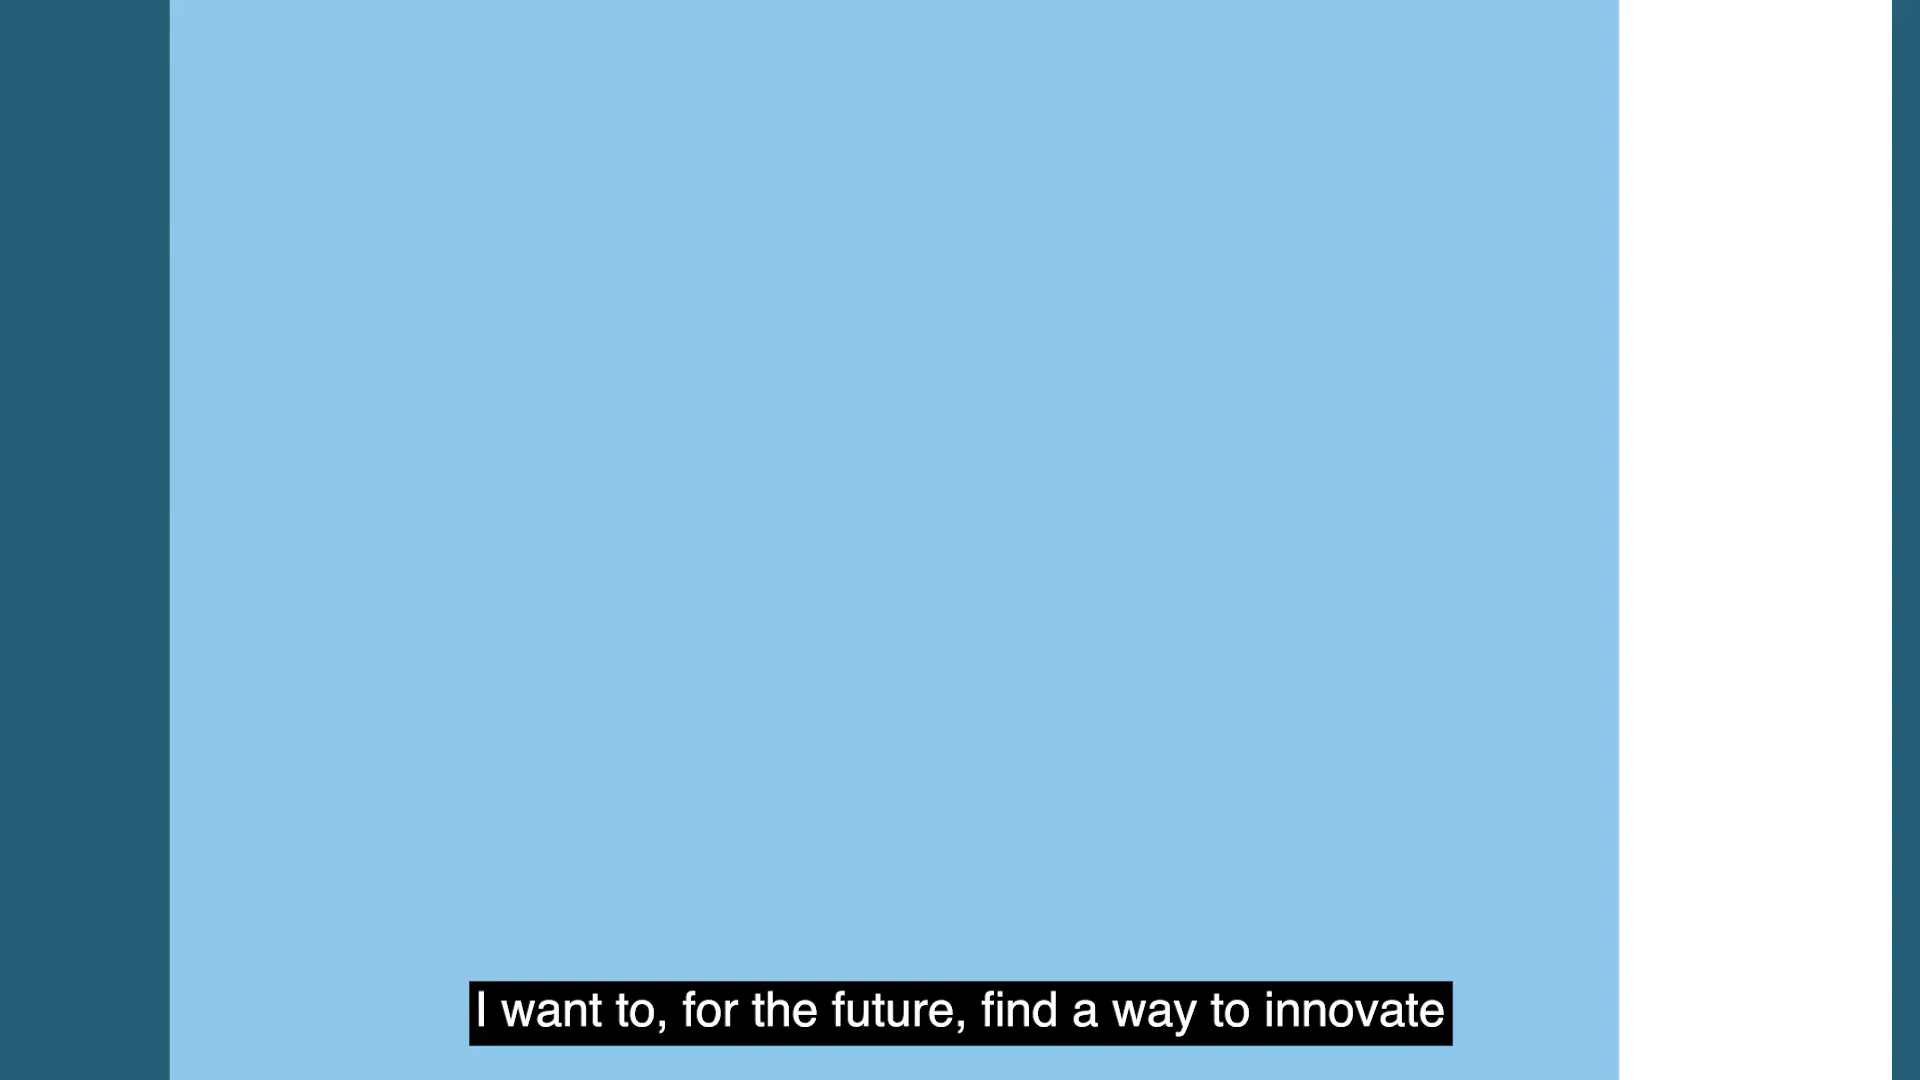 I want to, for the future, find a way to innovate